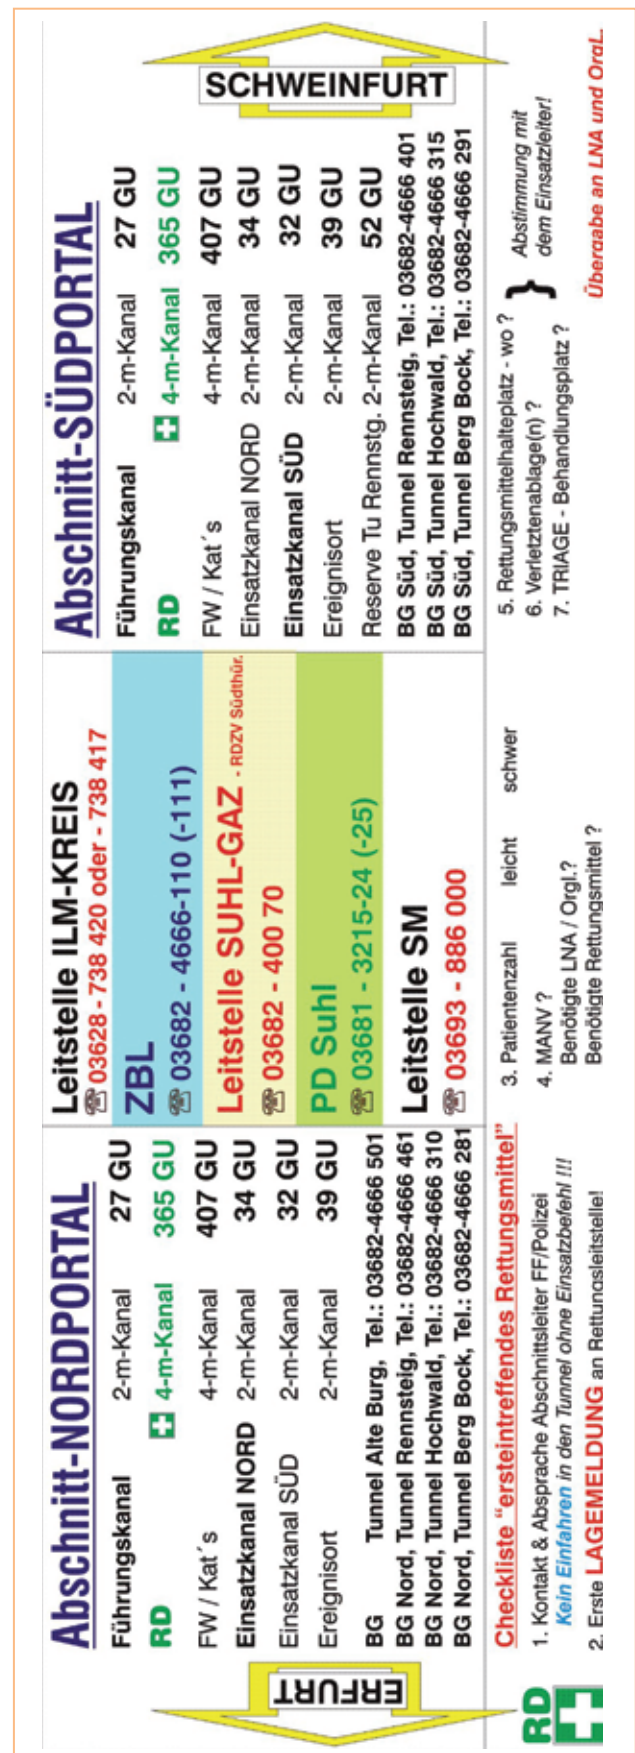 ERFURT
Abschnitt-NORDPORTAL
Führungskanal 2-m-Kanal 27 GU
RD 4-m-Kanal 365 GU
FW / Kat´s 4-m-Kanal 407 GU
Einsatzkanal NORD 2-m-Kanal 34 GU
Einsatzkanal SÜD 2-m-Kanal 32 GU
Ereignisort 2-m-Kanal 39 GU
BG Tunnel Alte Burg, Tel.: 03682-4666 501
BG Nord, Tunnel Rennsteig, Tel.: 03682-4666 461
BG Nord, Tunnel Hochwald, Tel.: 03682-4666 310
BG Nord, Tunnel Berg Bock, Tel.: 03682-4666 281
Leitstelle ILM-KREIS
☎ 03628 - 738 420 oder - 738 417
ZBL
☎ 03682 - 4666-110 (-111)
Leitstelle SUHL-GAZ - RDZV Südthür.
☎ 03682 - 400 70
PD Suhl
☎ 03681 - 3215-24 (-25)
Leitstelle SM
☎ 03693 - 886 000
Abschnitt-SÜDPORTAL
Führungskanal 2-m-Kanal 27 GU
RD 4-m-Kanal 365 GU
FW / Kat´s 4-m-Kanal 407 GU
Einsatzkanal NORD 2-m-Kanal 34 GU
Einsatzkanal SÜD 2-m-Kanal 32 GU
Ereignisort 2-m-Kanal 39 GU
Reserve Tu Rennstg. 2-m-Kanal 52 GU
BG Süd, Tunnel Rennsteig, Tel.: 03682-4666 401
BG Süd, Tunnel Hochwald, Tel.: 03682-4666 315
BG Süd, Tunnel Berg Bock, Tel.: 03682-4666 291
SCHWEINFURT
RD
Checkliste "ersteintreffendes Rettungsmittel"
1. Kontakt & Absprache Abschnittsleiter FF/Polizei
Kein Einfahren in den Tunnel ohne Einsatzbefehl !!!
2. Erste LAGEMELDUNG an Rettungsleitstelle!
3. Patientenzahl leicht schwer
4. MANV ?
Benötigte LNA / Orgl.?
Benötigte Rettungsmittel ?
5. Rettungsmittelhalteplatz - wo ?
6. Verletztenablage(n) ?
7. TRIAGE - Behandlungsplatz ?
} Abstimmung mit
dem Einsatzleiter!
Übergabe an LNA und OrgL.